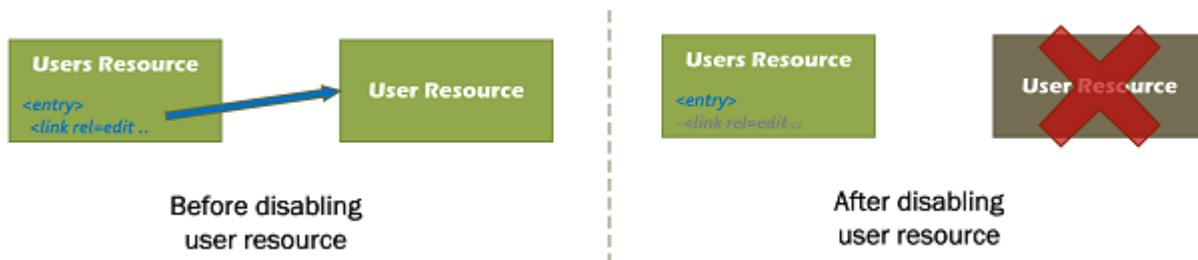 Users Resource
<entry>
<link rel=edit ..
User Resource
Before disabling
user resource
Users Resource
<entry>
<link rel=edit ..
User Resource
After disabling
user resource